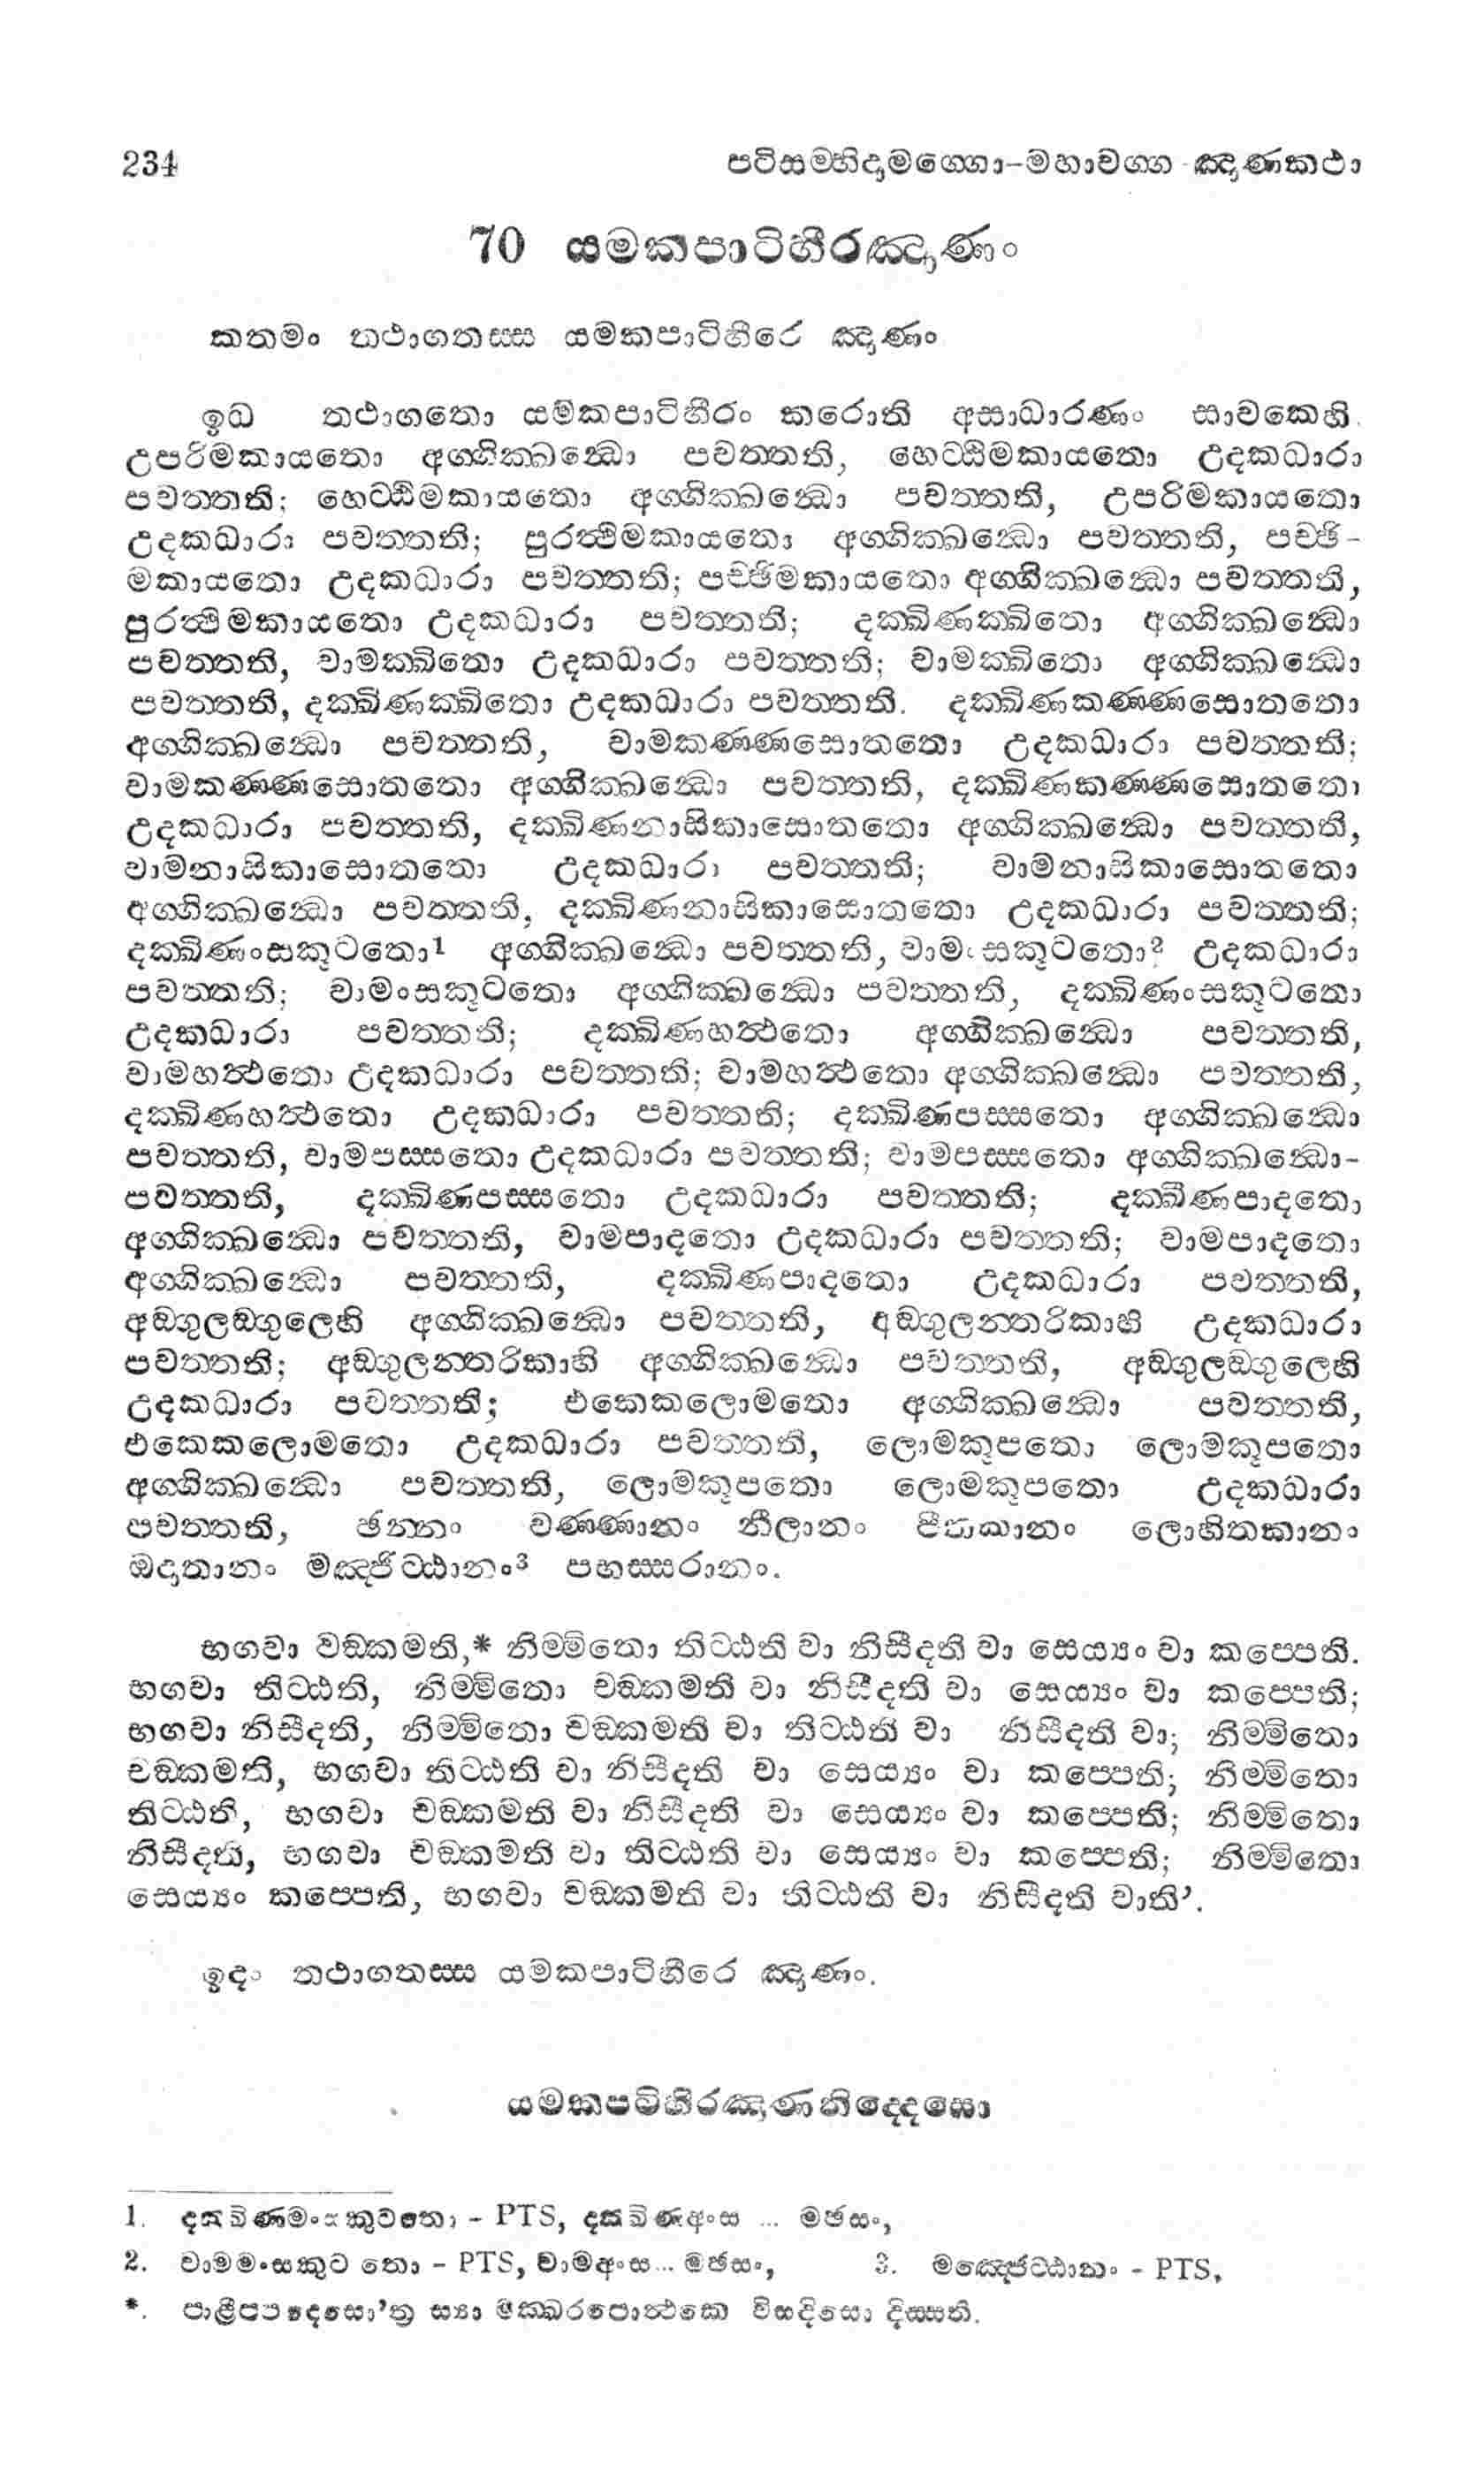 234 පටිසම්භිදාමග්ගො-මහාවග්ග -ඤාණකථා
70 යමකපාටිහීරඤාණං
කතමං තථාගතස්ස යමකපාටිහීරෙ ඤාණං
ඉධ තථාගතො යමකපාටිහීරං කරොති අසාධාරණං සාවකෙහි.
උපරිමකායතො අග්ගික්ඛන්ධො පවත්තති, හෙට්ඨිමකායතො උදකධාරා
පවත්තති; හෙට්ඨිමකායතො අග්ගික්ඛන්ධො පවත්තති, උපරිමකායතො
උදකධාරා පවත්තති; පුරත්ථිමකායතො අග්ගික්ඛන්ධො පවත්තති, පච්ඡි-
මකායතො උදකධාරා පවත්තති; පච්ඡිමකායතො අග්ගික්ඛන්ධො පවත්තති,
පුරත්ථිමකායතො උදකධාරා පවත්තති; දක්ඛිණක්ඛිතො අග්ගික්ඛන්ධො
පවත්තති, වාමක්ඛිතො උදකධාරා පවත්තති; වාමක්ඛිතො අග්ගික්ඛන්ධො
පවත්තති, දක්ඛිණක්ඛිතො උදකධාරා පවත්තති. දක්ඛිණකණ්ණසොතතො
අග්ගික්ඛන්ධො පවත්තති, වාමකණ්ණසොතතො උදකධාරා පවත්තති;
වාමකණ්ණසොතතො අග්ගික්ඛන්ධො පවත්තති, දක්ඛිණකණ්ණසොතතො
උදකධාරා පවත්තති, දක්ඛිණනාසිකාසොතතො අග්ගික්ඛන්ධො පවත්තති,
වාමනාසිකාසොතතො උදකධාරා පවත්තති; වාමනාසිකාසොතතො
අග්ගික්ඛන්ධො පවත්තති, දක්ඛිණනාසිකාසොතතො උදකධාරා පවත්තති;
දක්ඛිණංසකූටතො¹ අග්ගික්ඛන්ධො පවත්තති, වාමංසකූටතො² උදකධාරා
පවත්තති; වාමංසකූටතො අග්ගික්ඛන්ධො පවත්තති, දක්ඛිණංසකූටතො
උදකධාරා පවත්තති; දක්ඛිණහත්ථතො අග්ගික්ඛන්ධො පවත්තති,
වාමහත්ථතො උදකධාරා පවත්තති; වාමහත්ථතො අග්ගික්ඛන්ධො පවත්තති,
දක්ඛිණහත්ථතො උදකධාරා පවත්තති; දක්ඛිණපස්සතො අග්ගික්ඛන්ධො
පවත්තති, වාමපස්සතො උදකධාරා පවත්තති; වාමපස්සතො අග්ගික්ඛන්ධො-
පවත්තති, දක්ඛිණපස්සතො උදකධාරා පවත්තති; දක්ඛීණපාදතො
අග්ගික්ඛන්ධො පවත්තති, වාමපාදතො උදකධාරා පවත්තති; වාමපාදතො
අග්ගික්ඛන්ධො පවත්තති, දක්ඛිණපාදතො උදකධාරා පවත්තති,
අඞ්ගුලඞ්ගුලෙහි අග්ගික්ඛන්ධො පවත්තති, අඞ්ගුලන්තරිකාහි උදකධාරා
පවත්තති; අඞ්ගුලන්තරිකාහි අග්ගික්ඛන්ධො පවත්තති, අඞ්ගුලඞ්ගුලෙහි
උදකධාරා පවත්තති; එකෙකලොමතො අග්ගික්ඛන්ධො පවත්තති,
එකෙකලොමතො උදකධාරා පවත්තති, ලොමකූපතො ලොමකූපතො
අග්ගික්ඛන්ධො පවත්තති, ලොමකූපතො ලොමකූපතො උදකධාරා
පවත්තති, ඡන්නං වණ්ණානං නීලානං පීතකානං ලොහිතකානං
ඔදාතානං මඤ්ජිට්ඨානං³ පභස්සරානං.
භගවා චඞ්කමති,* නිම්මිතො තිට්ඨති වා නිසීදති වා සෙය්‍යං වා කප්පෙති.
භගවා තිට්ඨති, නිම්මිතො චඞ්කමති වා නිසීදති වා සෙය්‍යං වා කප්පෙති;
භගවා නිසීදති, නිම්මිතො චඞ්කමති වා තිට්ඨති වා නිසීදති වා; නිම්මිතො
චඞ්කමති, භගවා තිට්ඨති වා නිසීදති වා සෙය්‍යං වා කප්පෙති; නිම්මිතො
තිට්ඨති, භගවා චඞ්කමති වා නිසීදති වා සෙය්‍යං වා කප්පෙති; නිම්මිතො
නිසීදති, භගවා චඞ්කමති වා තිට්ඨති වා සෙය්‍යං වා කප්පෙති; නිම්මිතො
සෙය්‍යං කප්පෙති, භගවා චඞ්කමති වා තිට්ඨති වා නිසීදති වාති’.
ඉදං තථාගතස්ස යමකපාටිහීරෙ ඤාණං.
යමකපටිහීරඤාණනිද්දෙසො
1. දක්ඛිණමංසකූටතො - PTS, දක්ඛිණඅංස ... මඡසං,
2. වාමමංසකුට තො - PTS, වාමඅංස... මඡසං, 3. මඤ්ජෙට්ඨානං - PTS,
*. විසදිසො දිස්සති.